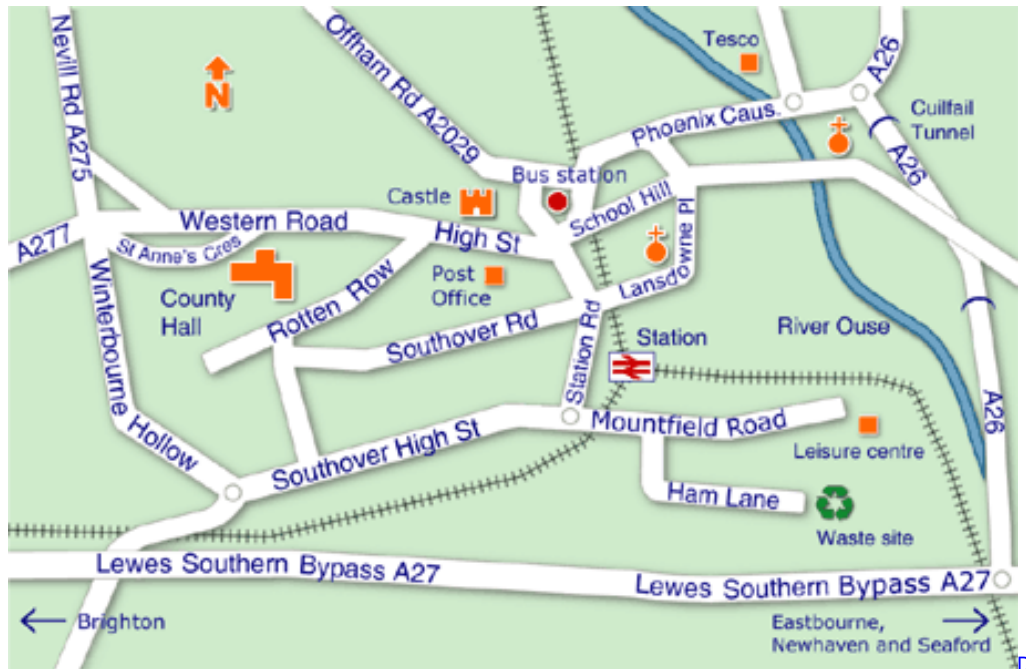 Nevill Rd A275
Offham Rd A2029
Tesco
A26
N
Phoenix Caus.
Cuilfail
Tunnel
A26
Bus station
Castle
School Hill
Western Road
High St
A277
St Anne's Cres
Lansdowne Pl
County
Hall
Post
Office
Rotten Row
Winterbourne Hollow
Southover Rd
Station Rd
Station
River Ouse
A26
Mountfield Road
Southover High St
Leisure centre
Ham Lane
Waste site
Lewes Southern Bypass A27
Lewes Southern Bypass A27
Brighton
Eastbourne,
Newhaven and Seaford